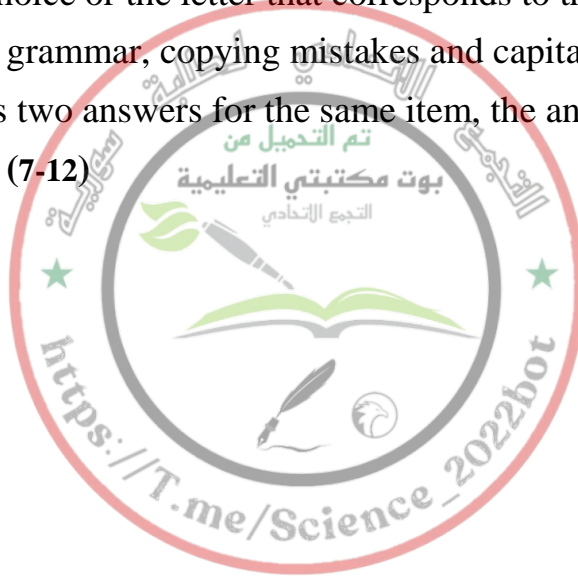 choice of the letter that corresponds to th
grammar, copying mistakes and capita
s two answers for the same item, the an
(7-12)
تم التحميل من
بوت مكتبتي التعليمية
التجمع الإتحادي
https://T.me/Science_2022bot